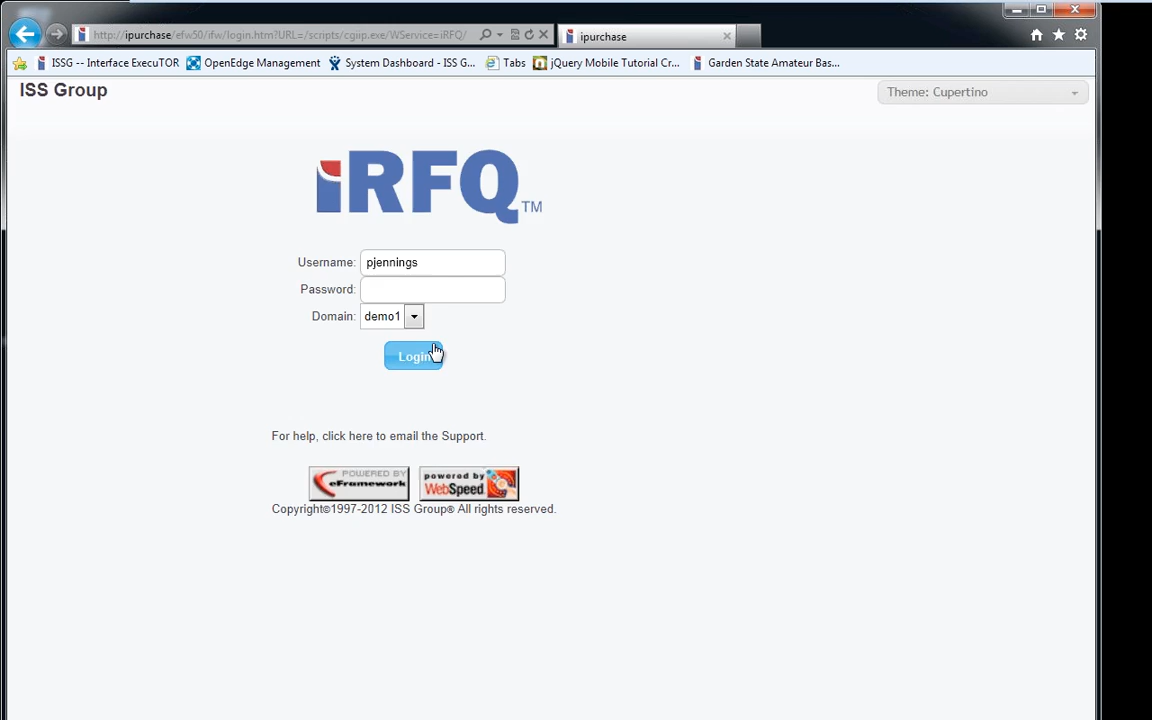 http://ipurchase/efw50/ifw/login.htm?URL=/scripts/cgiip.exe/WService=iRFQ/
ipurchase
ISSG -- Interface ExecuTOR
OpenEdge Management
System Dashboard - ISS G...
Tabs
jQuery Mobile Tutorial Cr...
Garden State Amateur Bas...
ISS Group
Theme: Cupertino
iRFQ TM
Username: pjennings
Password:
Domain: demo1
Login
For help, click here to email the Support.
POWERED BY eFramework
powered by WebSpeed
Copyright©1997-2012 ISS Group® All rights reserved.